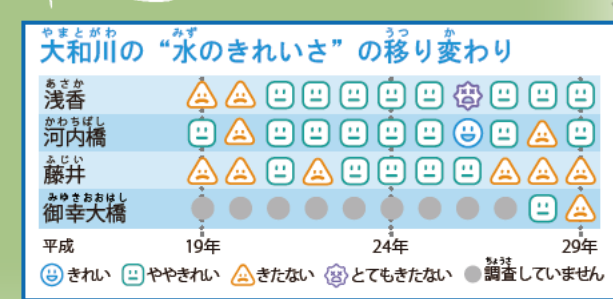 やまとがわ みず うつ か
大和川の“水のきれいさ”の移り変わり
あさか
浅香
かわちばし
河内橋
ふじい
藤井
みゆきおおはし
御幸大橋
平成 19年 24年 29年
ちょうさ
きれい ややきれい きたない とてもきたない 調査していません